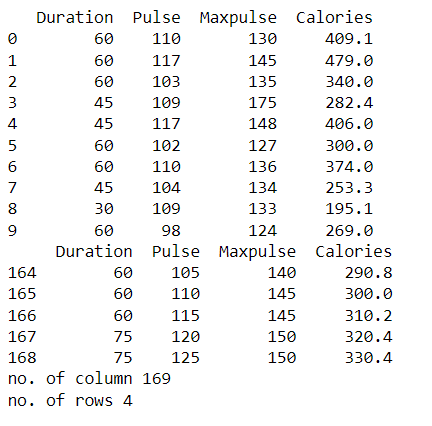 Duration Pulse Maxpulse Calories
0 60 110 130 409.1
1 60 117 145 479.0
2 60 103 135 340.0
3 45 109 175 282.4
4 45 117 148 406.0
5 60 102 127 300.0
6 60 110 136 374.0
7 45 104 134 253.3
8 30 109 133 195.1
9 60 98 124 269.0
Duration Pulse Maxpulse Calories
164 60 105 140 290.8
165 60 110 145 300.0
166 60 115 145 310.2
167 75 120 150 320.4
168 75 125 150 330.4
no. of column 169
no. of rows 4